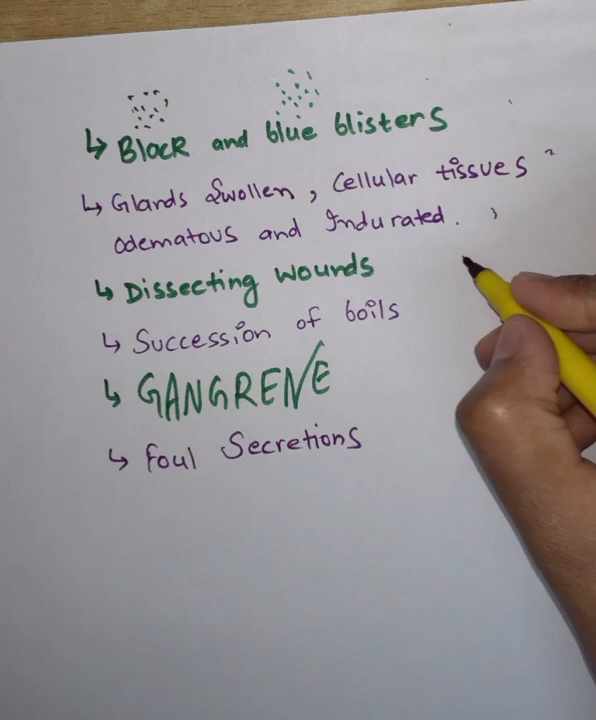 ↳ Black and blue blisters
↳ Glands Swollen, Cellular tissues
odematous and Indurated.
↳ Dissecting wounds
↳ Succession of boils
↳ GANGRENE
↳ Foul Secretions